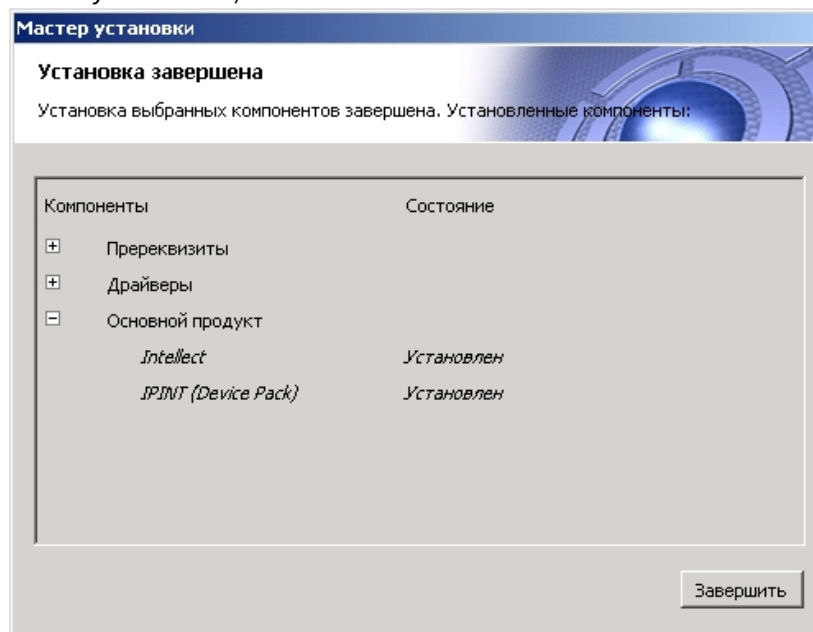 Мастер установки
Установка завершена
Установка выбранных компонентов завершена. Установленные компоненты:
Компоненты Состояние
Пререквизиты
Драйверы
Основной продукт
Intellect Установлен
IPINT (Device Pack) Установлен
Завершить